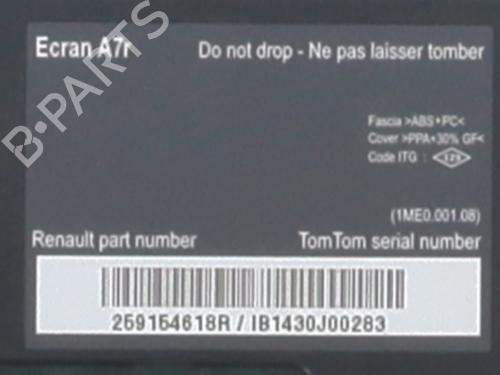 B-PARTS
Ecran A7r
Do not drop - Ne pas laisser tomber
Fascia >ABS+PC<
Cover >PPA+30% GF<
Code ITG : 125
(1ME0.001.08)
Renault part number
TomTom serial number
259154618R / IB1430J00283